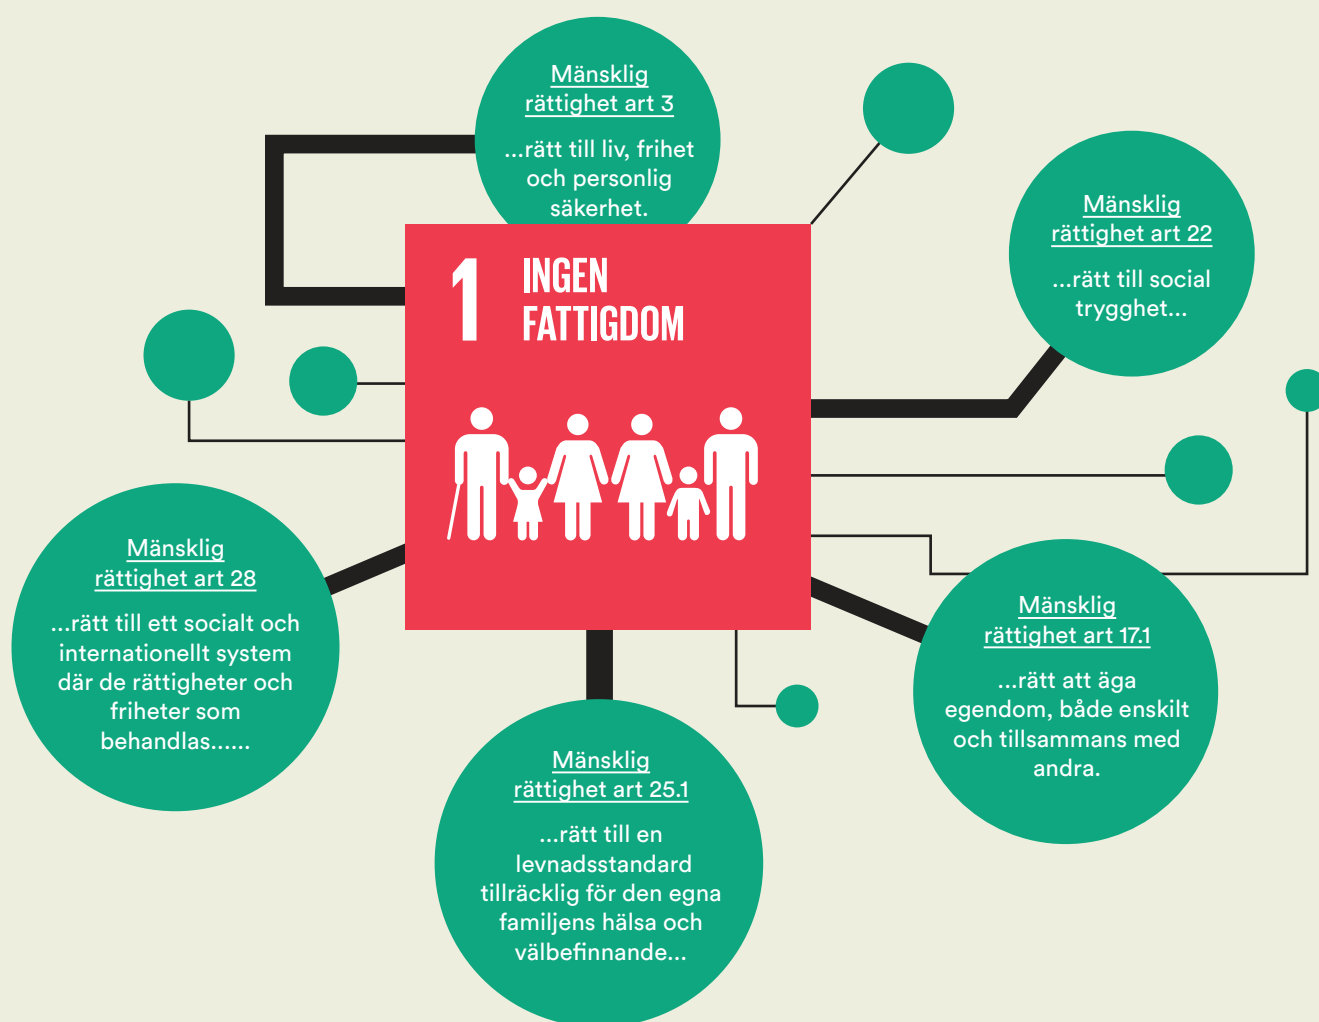 Mänsklig
rättighet art 3
...rätt till liv, frihet
och personlig
säkerhet.
Mänsklig
rättighet art 22
...rätt till social
trygghet...
1 INGEN
FATTIGDOM
Mänsklig
rättighet art 28
...rätt till ett socialt och
internationellt system
där de rättigheter och
friheter som
behandlas......
Mänsklig
rättighet art 17.1
...rätt att äga
egendom, både enskilt
och tillsammans med
andra.
Mänsklig
rättighet art 25.1
...rätt till en
levnadsstandard
tillräcklig för den egna
familjens hälsa och
välbefinnande...